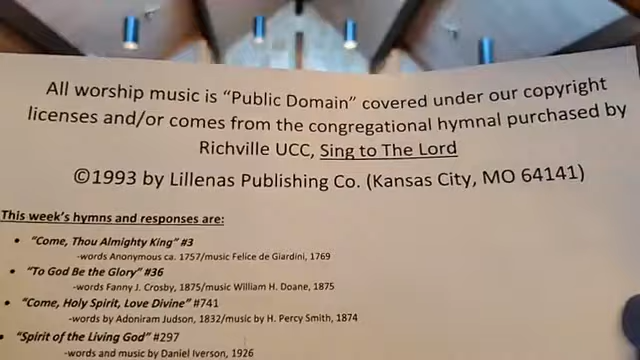 All worship music is “Public Domain” covered under our copyright
licenses and/or comes from the congregational hymnal purchased by
Richville UCC, Sing to The Lord
©1993 by Lillenas Publishing Co. (Kansas City, MO 64141)
This week’s hymns and responses are:
• “Come, Thou Almighty King” #3
-words Anonymous ca. 1757/music Felice de Giardini, 1769
• “To God Be the Glory” #36
-words Fanny J. Crosby, 1875/music William H. Doane, 1875
• “Come, Holy Spirit, Love Divine” #741
-words by Adoniram Judson, 1832/music by H. Percy Smith, 1874
• “Spirit of the Living God” #297
-words and music by Daniel Iverson, 1926